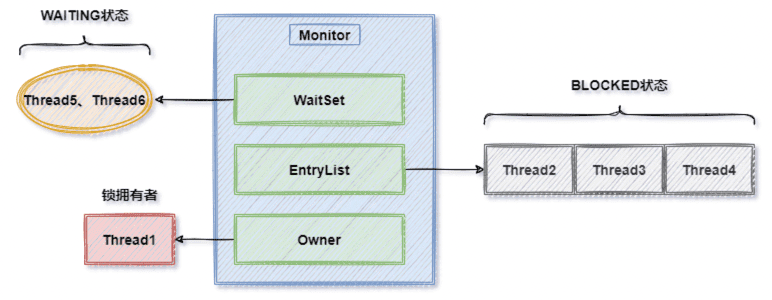 WAITING状态
Monitor
WaitSet
Thread5、Thread6
BLOCKED状态
EntryList
Thread2
Thread3
Thread4
锁拥有者
Thread1
Owner